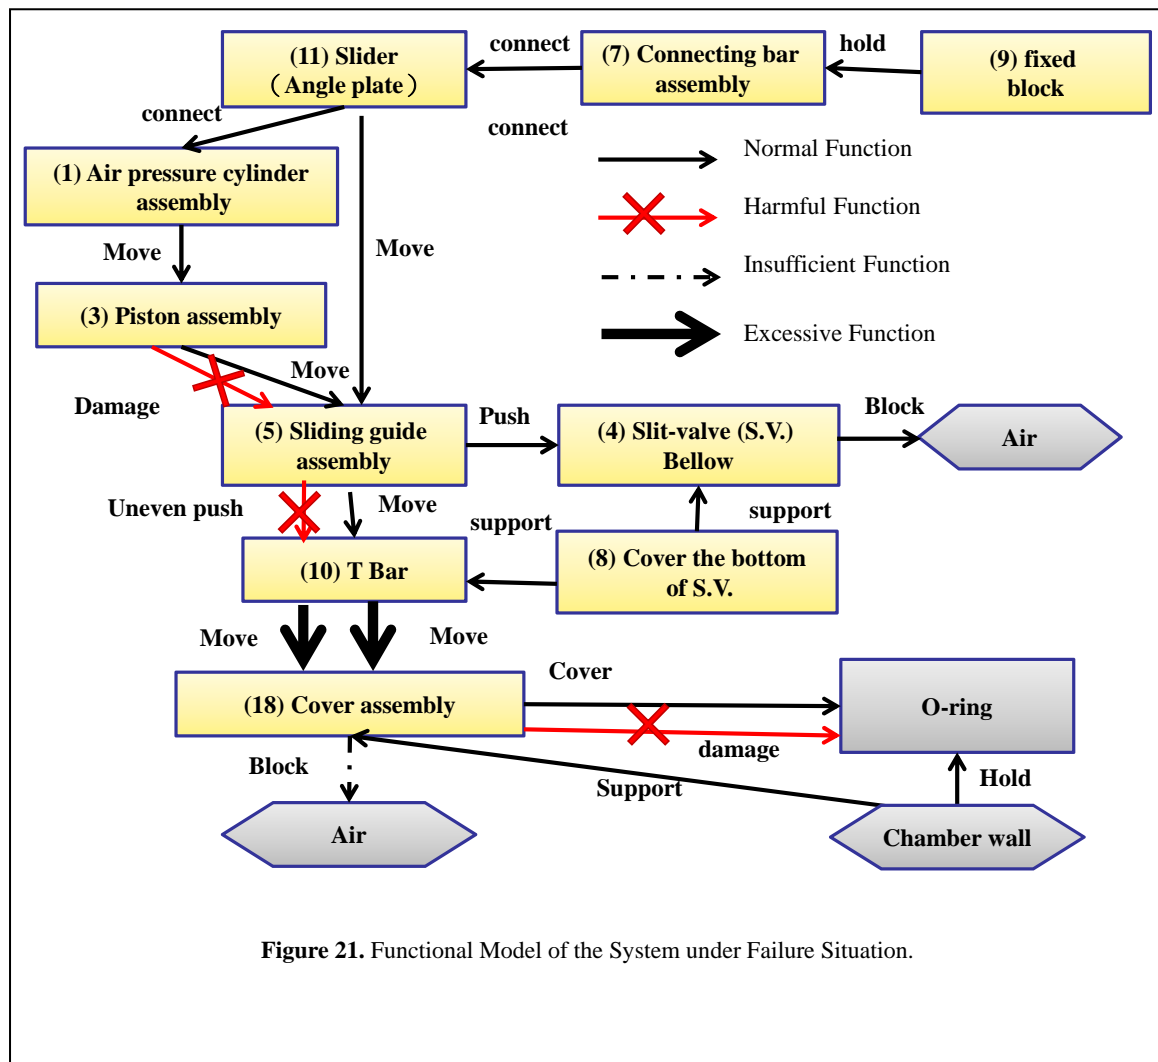 (11) Slider
（Angle plate）
connect
(7) Connecting bar
assembly
hold
(9) fixed
block
connect
connect
Normal Function
(1) Air pressure cylinder
assembly
Harmful Function
Move
Move
Insufficient Function
(3) Piston assembly
Excessive Function
Move
Damage
(5) Sliding guide
assembly
Push
(4) Slit-valve (S.V.)
Bellow
Block
Air
Uneven push
Move
support
support
(10) T Bar
(8) Cover the bottom
of S.V.
Move
Move
Cover
(18) Cover assembly
O-ring
damage
Block
Support
Hold
Air
Chamber wall
Figure 21. Functional Model of the System under Failure Situation.